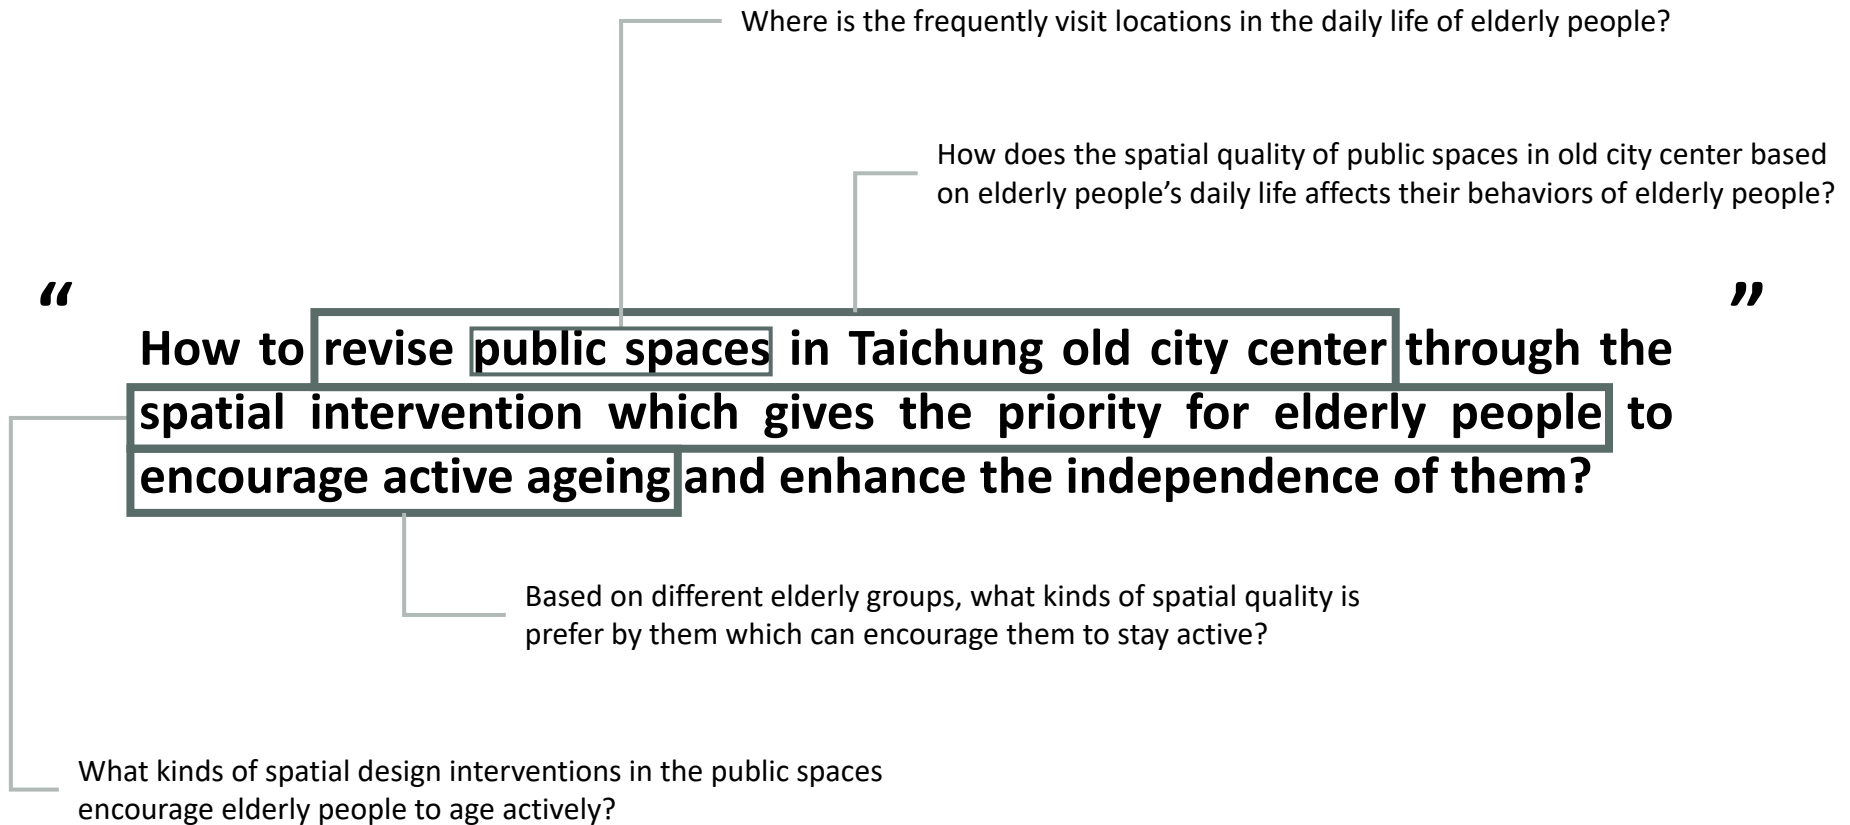 Where is the frequently visit locations in the daily life of elderly people?
How does the spatial quality of public spaces in old city center based
on elderly people’s daily life affects their behaviors of elderly people?
“
”
How to revise public spaces in Taichung old city center through the
spatial intervention which gives the priority for elderly people to
encourage active ageing and enhance the independence of them?
Based on different elderly groups, what kinds of spatial quality is
prefer by them which can encourage them to stay active?
What kinds of spatial design interventions in the public spaces
encourage elderly people to age actively?